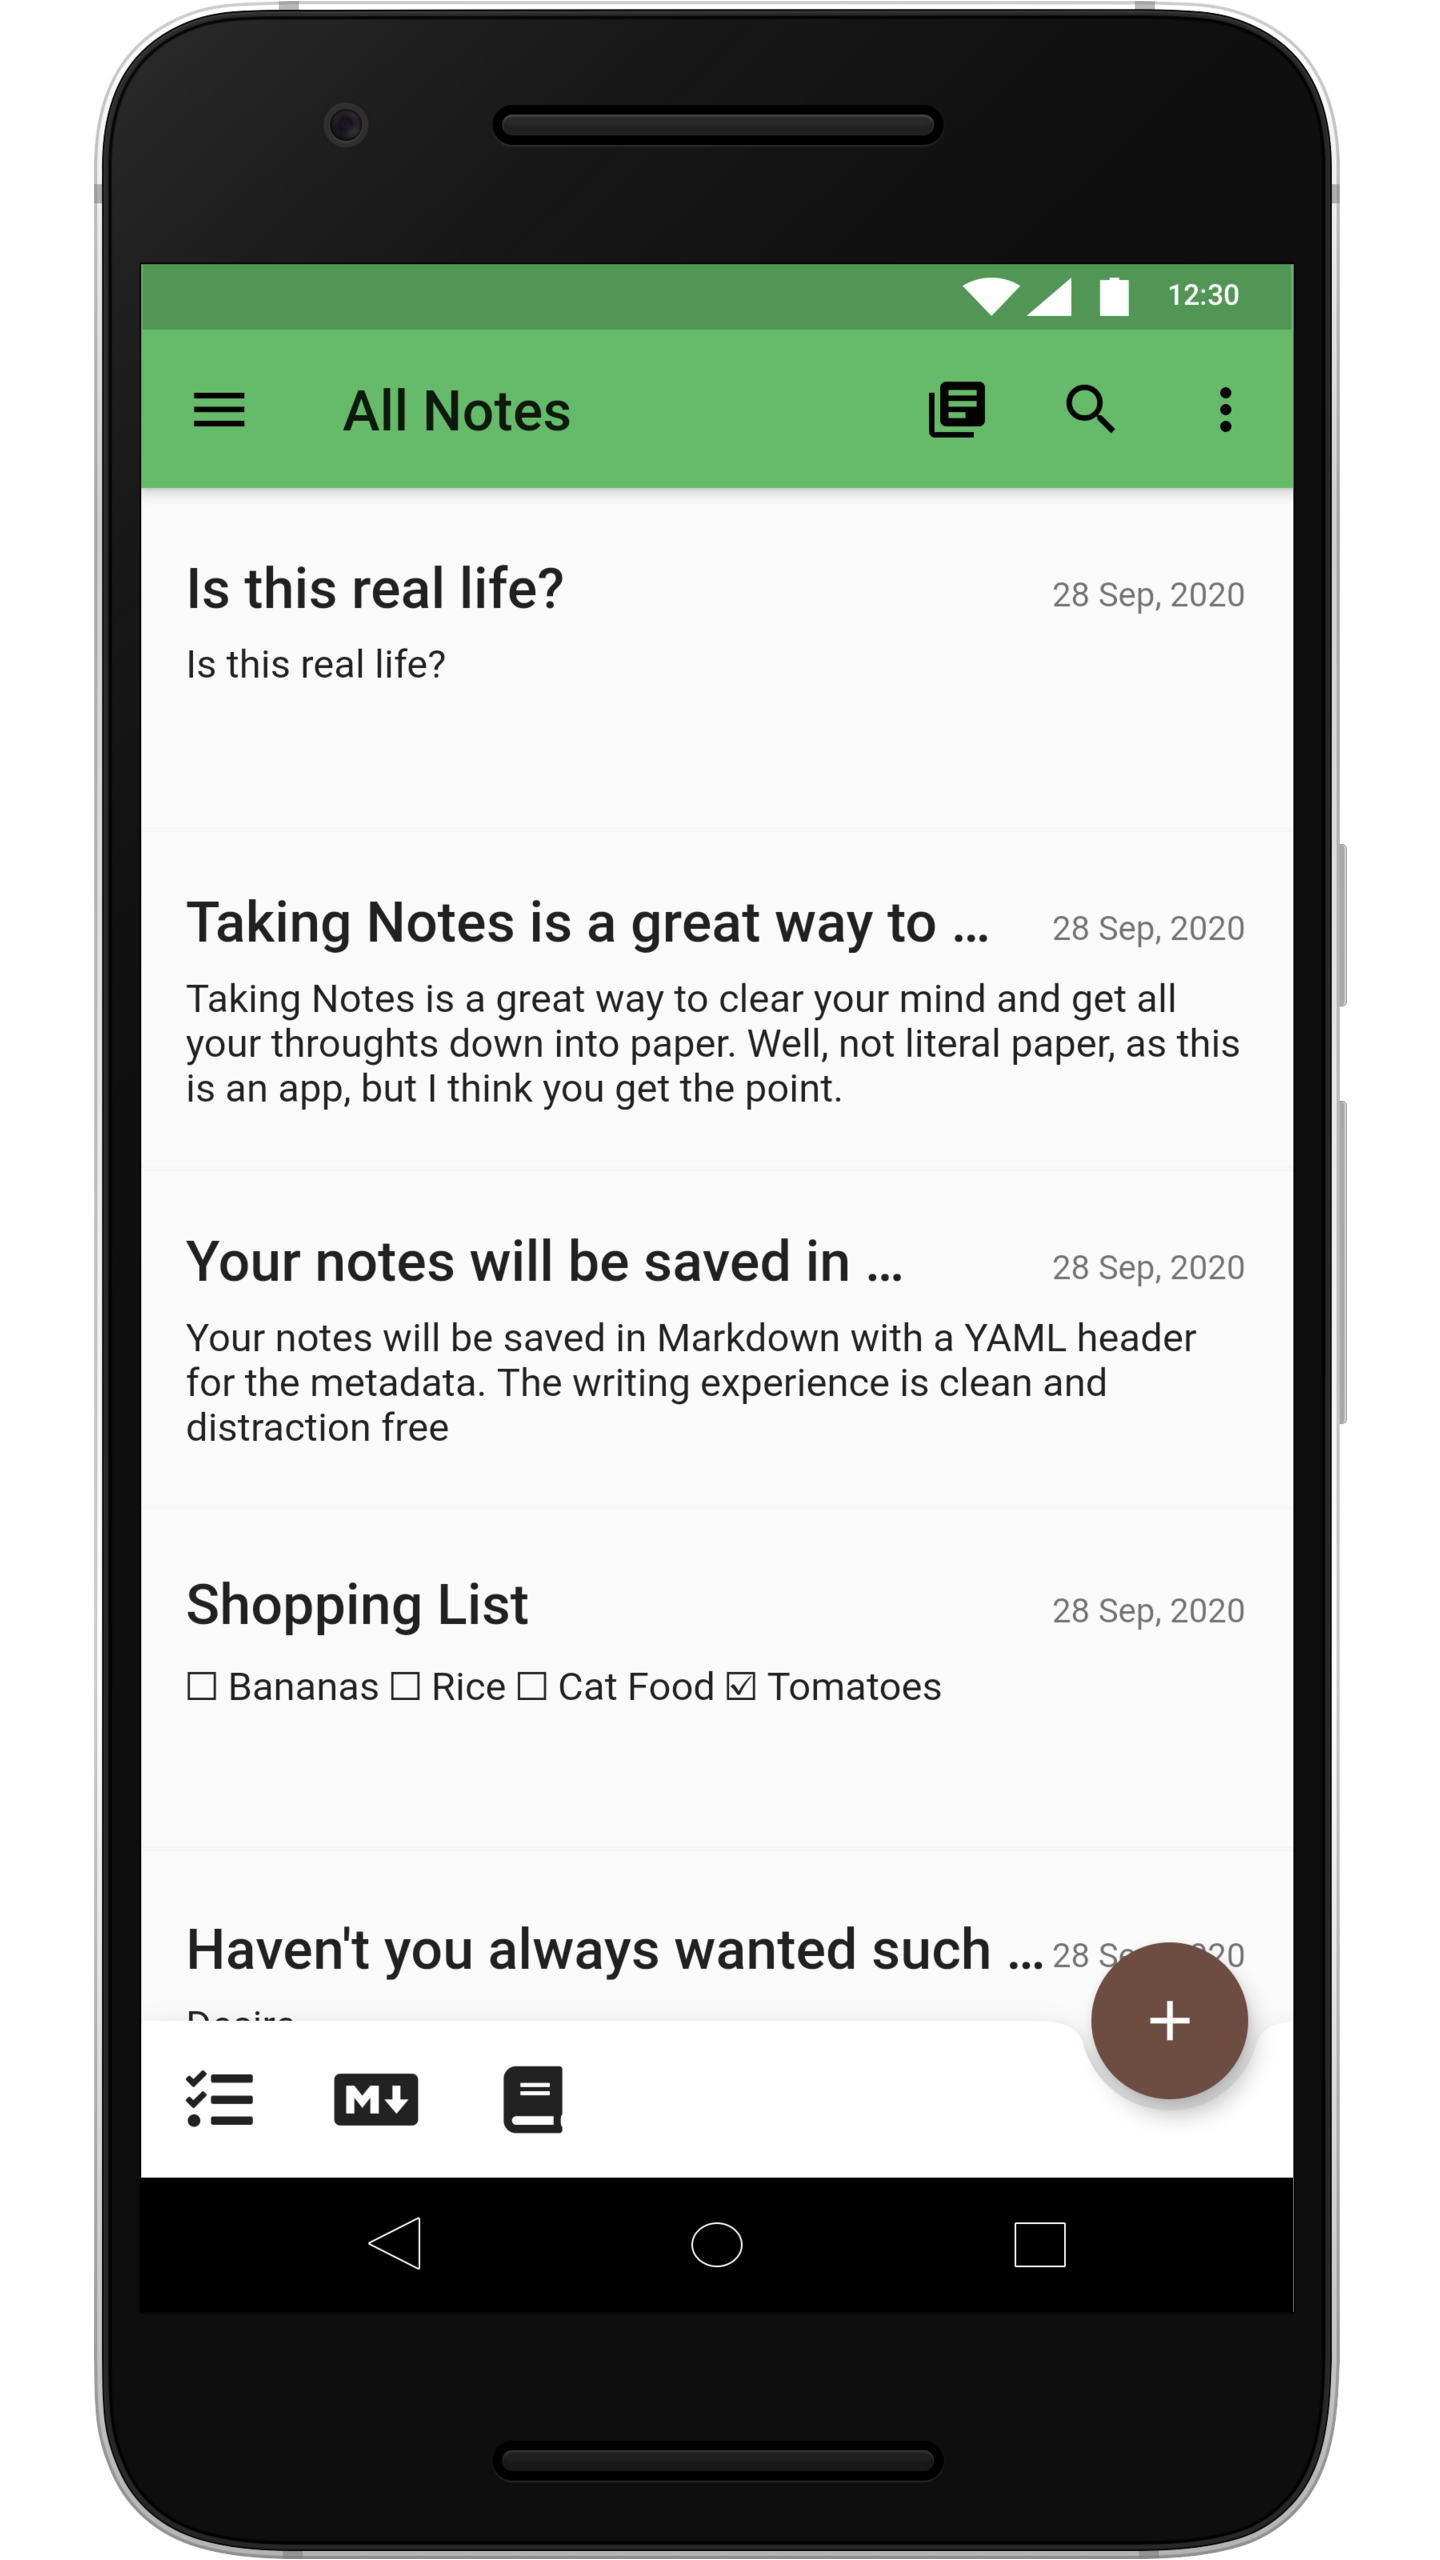 12:30
All Notes
Is this real life?
28 Sep, 2020
Is this real life?
Taking Notes is a great way to ...
28 Sep, 2020
Taking Notes is a great way to clear your mind and get all
your throughts down into paper. Well, not literal paper, as this
is an app, but I think you get the point.
Your notes will be saved in ...
28 Sep, 2020
Your notes will be saved in Markdown with a YAML header
for the metadata. The writing experience is clean and
distraction free
Shopping List
28 Sep, 2020
☐ Bananas ☐ Rice ☐ Cat Food ☑ Tomatoes
Haven't you always wanted such ...
28
M